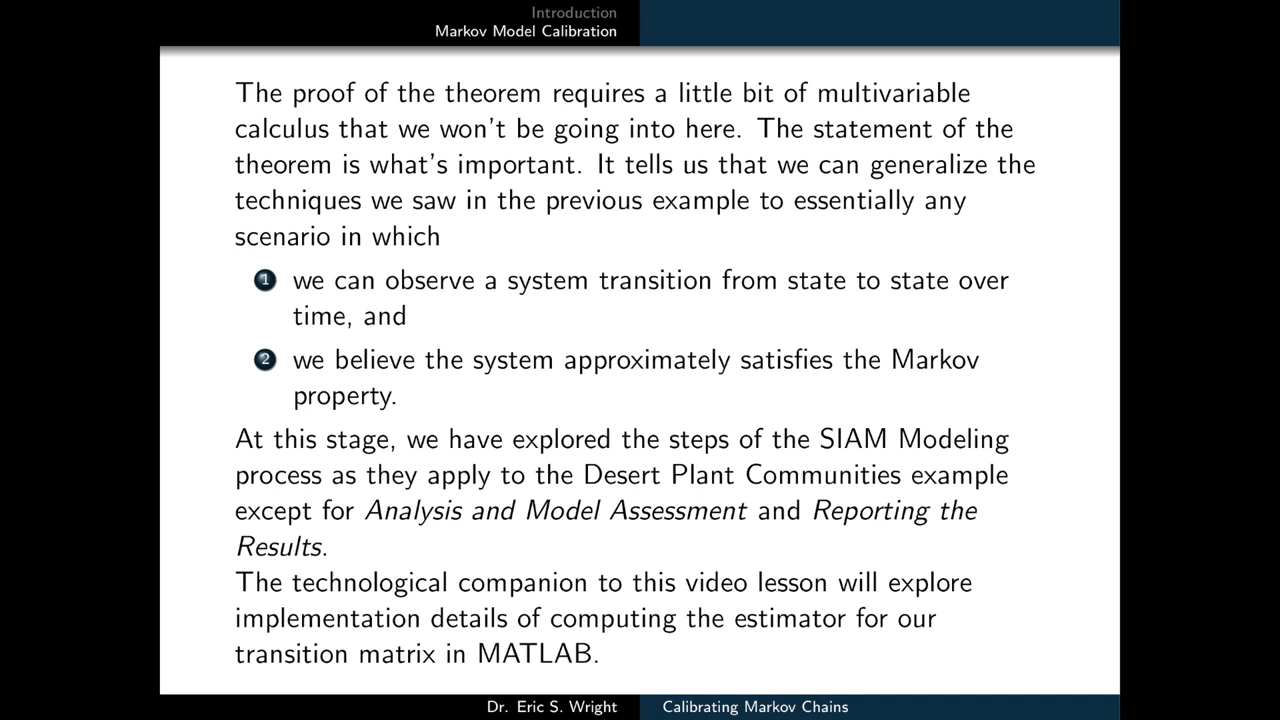 Introduction
Markov Model Calibration
The proof of the theorem requires a little bit of multivariable
calculus that we won't be going into here. The statement of the
theorem is what's important. It tells us that we can generalize the
techniques we saw in the previous example to essentially any
scenario in which
1 we can observe a system transition from state to state over
time, and
2 we believe the system approximately satisfies the Markov
property.
At this stage, we have explored the steps of the SIAM Modeling
process as they apply to the Desert Plant Communities example
except for Analysis and Model Assessment and Reporting the
Results.
The technological companion to this video lesson will explore
implementation details of computing the estimator for our
transition matrix in MATLAB.
Dr. Eric S. Wright
Calibrating Markov Chains